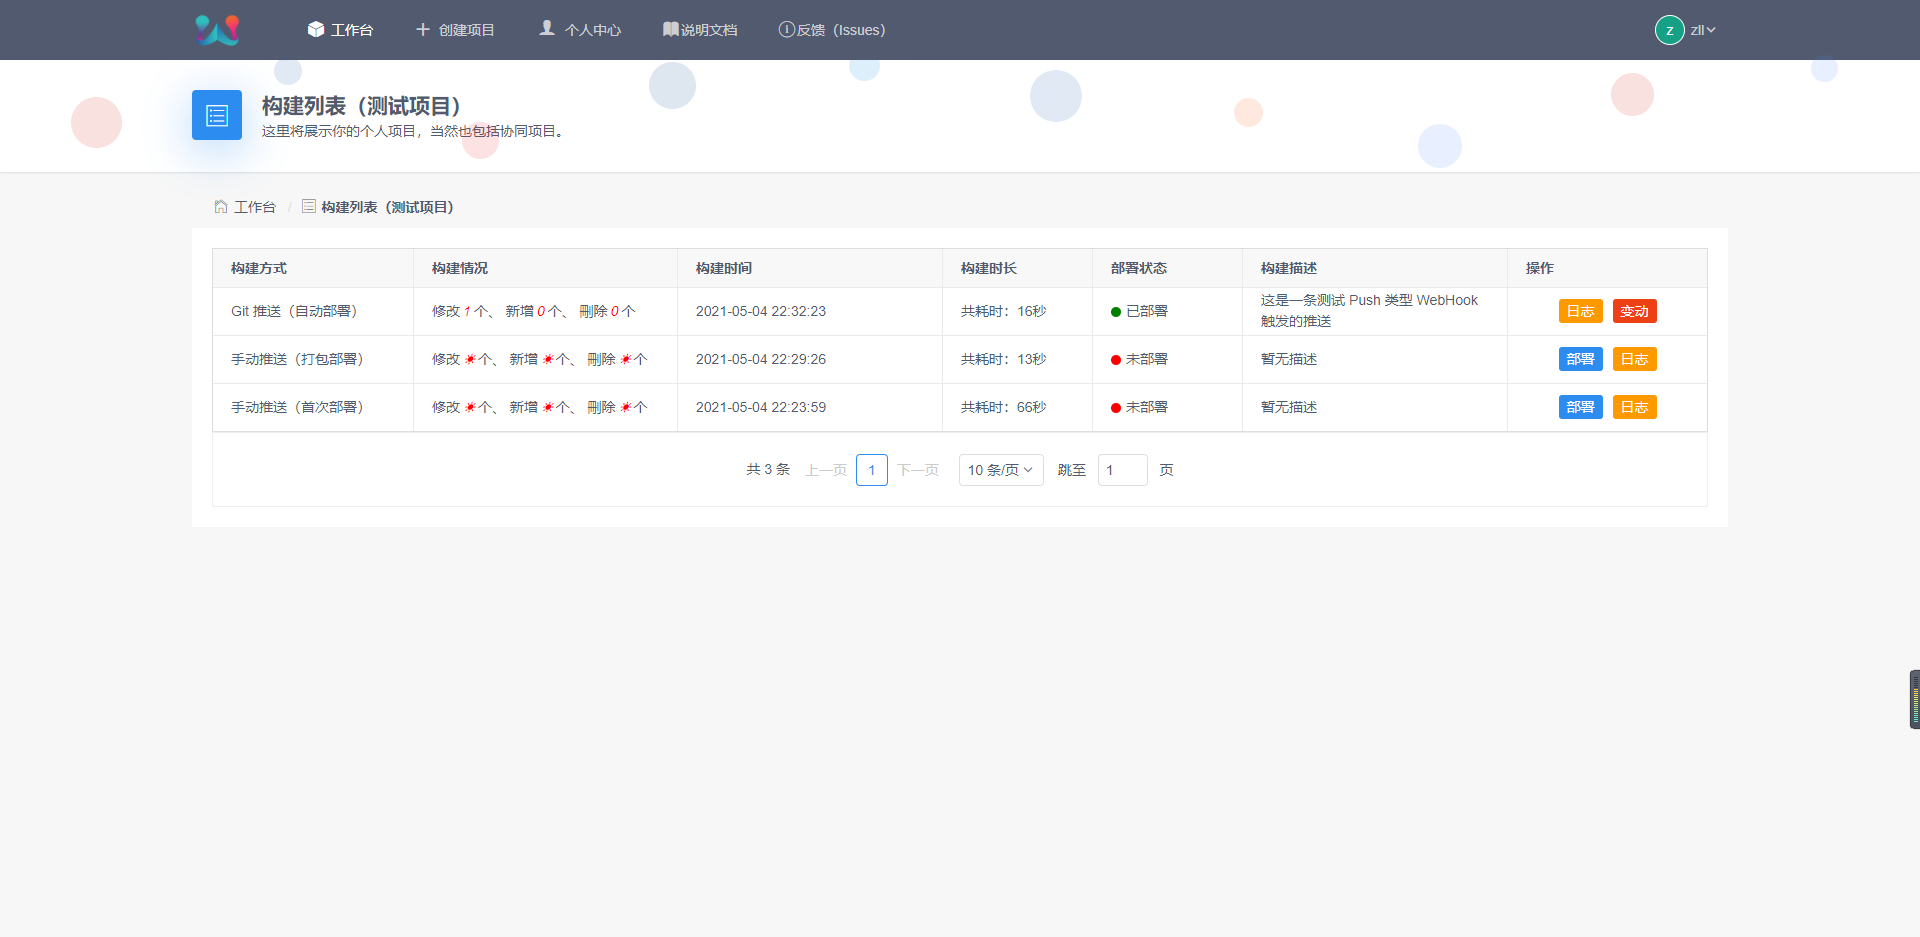 工作台 创建项目 个人中心 说明文档 反馈（Issues） z zll
构建列表（测试项目）
这里将展示你的个人项目，当然也包括协同项目。
工作台 / 构建列表（测试项目）
构建方式 构建情况 构建时间 构建时长 部署状态 构建描述 操作
Git 推送（自动部署） 修改 1 个、 新增 0 个、 刪除 0 个 2021-05-04 22:32:23 共耗时：16秒 已部署 这是一条测试 Push 类型 WebHook 日志 变动
触发的推送
手动推送（打包部署） 修改 * 个、 新增 * 个、 刪除 * 个 2021-05-04 22:29:26 共耗时：13秒 未部署 暂无描述 部署 日志
手动推送（首次部署） 修改 * 个、 新增 * 个、 刪除 * 个 2021-05-04 22:23:59 共耗时：66秒 未部署 暂无描述 部署 日志
共 3 条 上一页 1 下一页 10 条/页 跳至 1 页